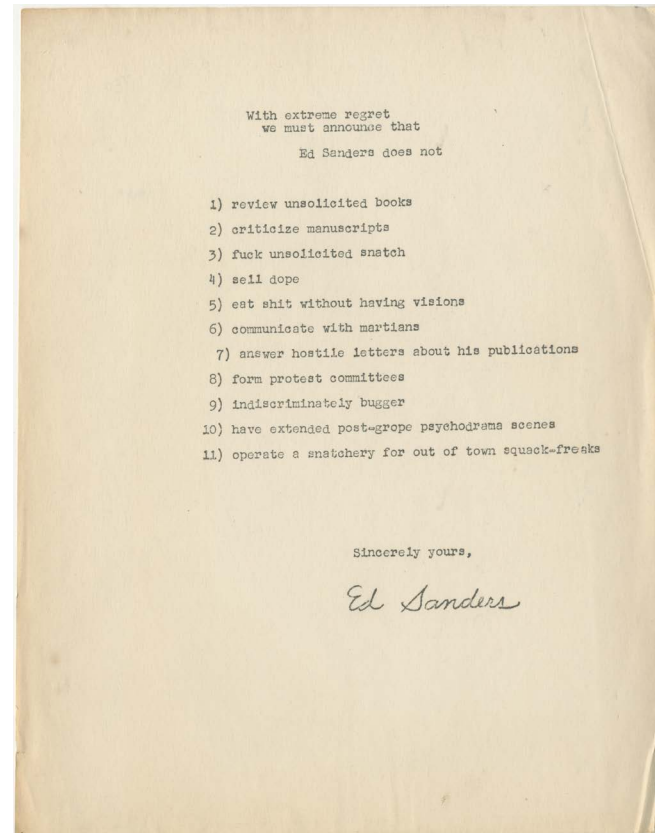 With extreme regret
we must announce that
Ed Sanders does not
1) review unsolicited books
2) criticize manuscripts
3) fuck unsolicited snatch
4) sell dope
5) eat shit without having visions
6) communicate with martians
7) answer hostile letters about his publications
8) form protest committees
9) indiscriminately bugger
10) have extended post-grope psychodrama scenes
11) operate a snatchery for out of town squack-freaks
Sincerely yours,
Ed Sanders